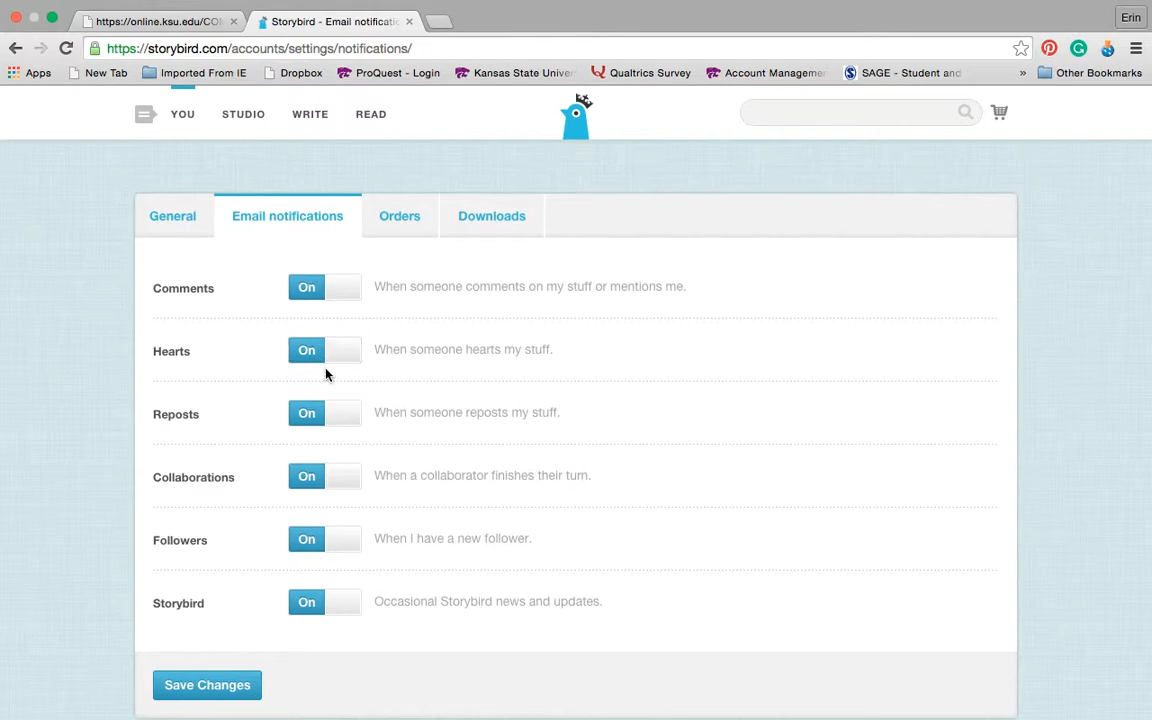 https://online.ksu.edu/CO
Storybird - Email notificati
Erin
https://storybird.com/accounts/settings/notifications/
Apps New Tab Imported From IE Dropbox ProQuest - Login Kansas State Univer Qualtrics Survey Account Managemen SAGE - Student and » Other Bookmarks
YOU STUDIO WRITE READ
General Email notifications Orders Downloads
Comments On When someone comments on my stuff or mentions me.
Hearts On When someone hearts my stuff.
Reposts On When someone reposts my stuff.
Collaborations On When a collaborator finishes their turn.
Followers On When I have a new follower.
Storybird On Occasional Storybird news and updates.
Save Changes